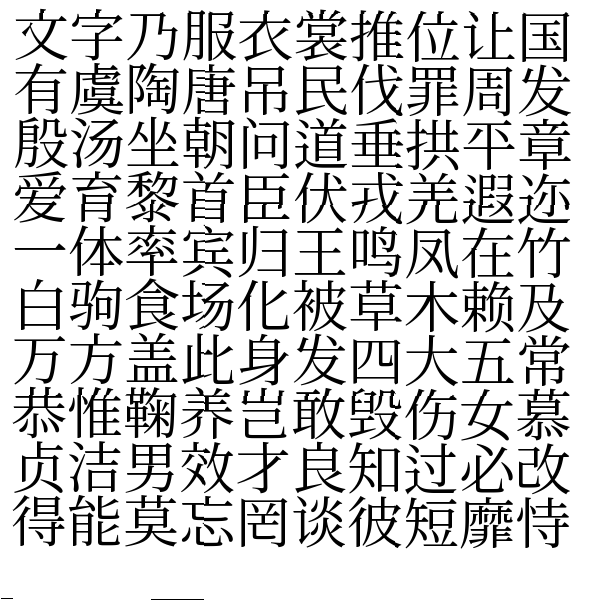 文字乃服衣裳推位让国
有虞陶唐吊民伐罪周发
殷汤坐朝问道垂拱平章
爱育黎首臣伏戎羌遐迩
一体率宾归王鸣凤在竹
白驹食场化被草木赖及
万方盖此身发四大五常
恭惟鞠养岂敢毁伤女慕
贞洁男效才良知过必改
得能莫忘罔谈彼短靡恃